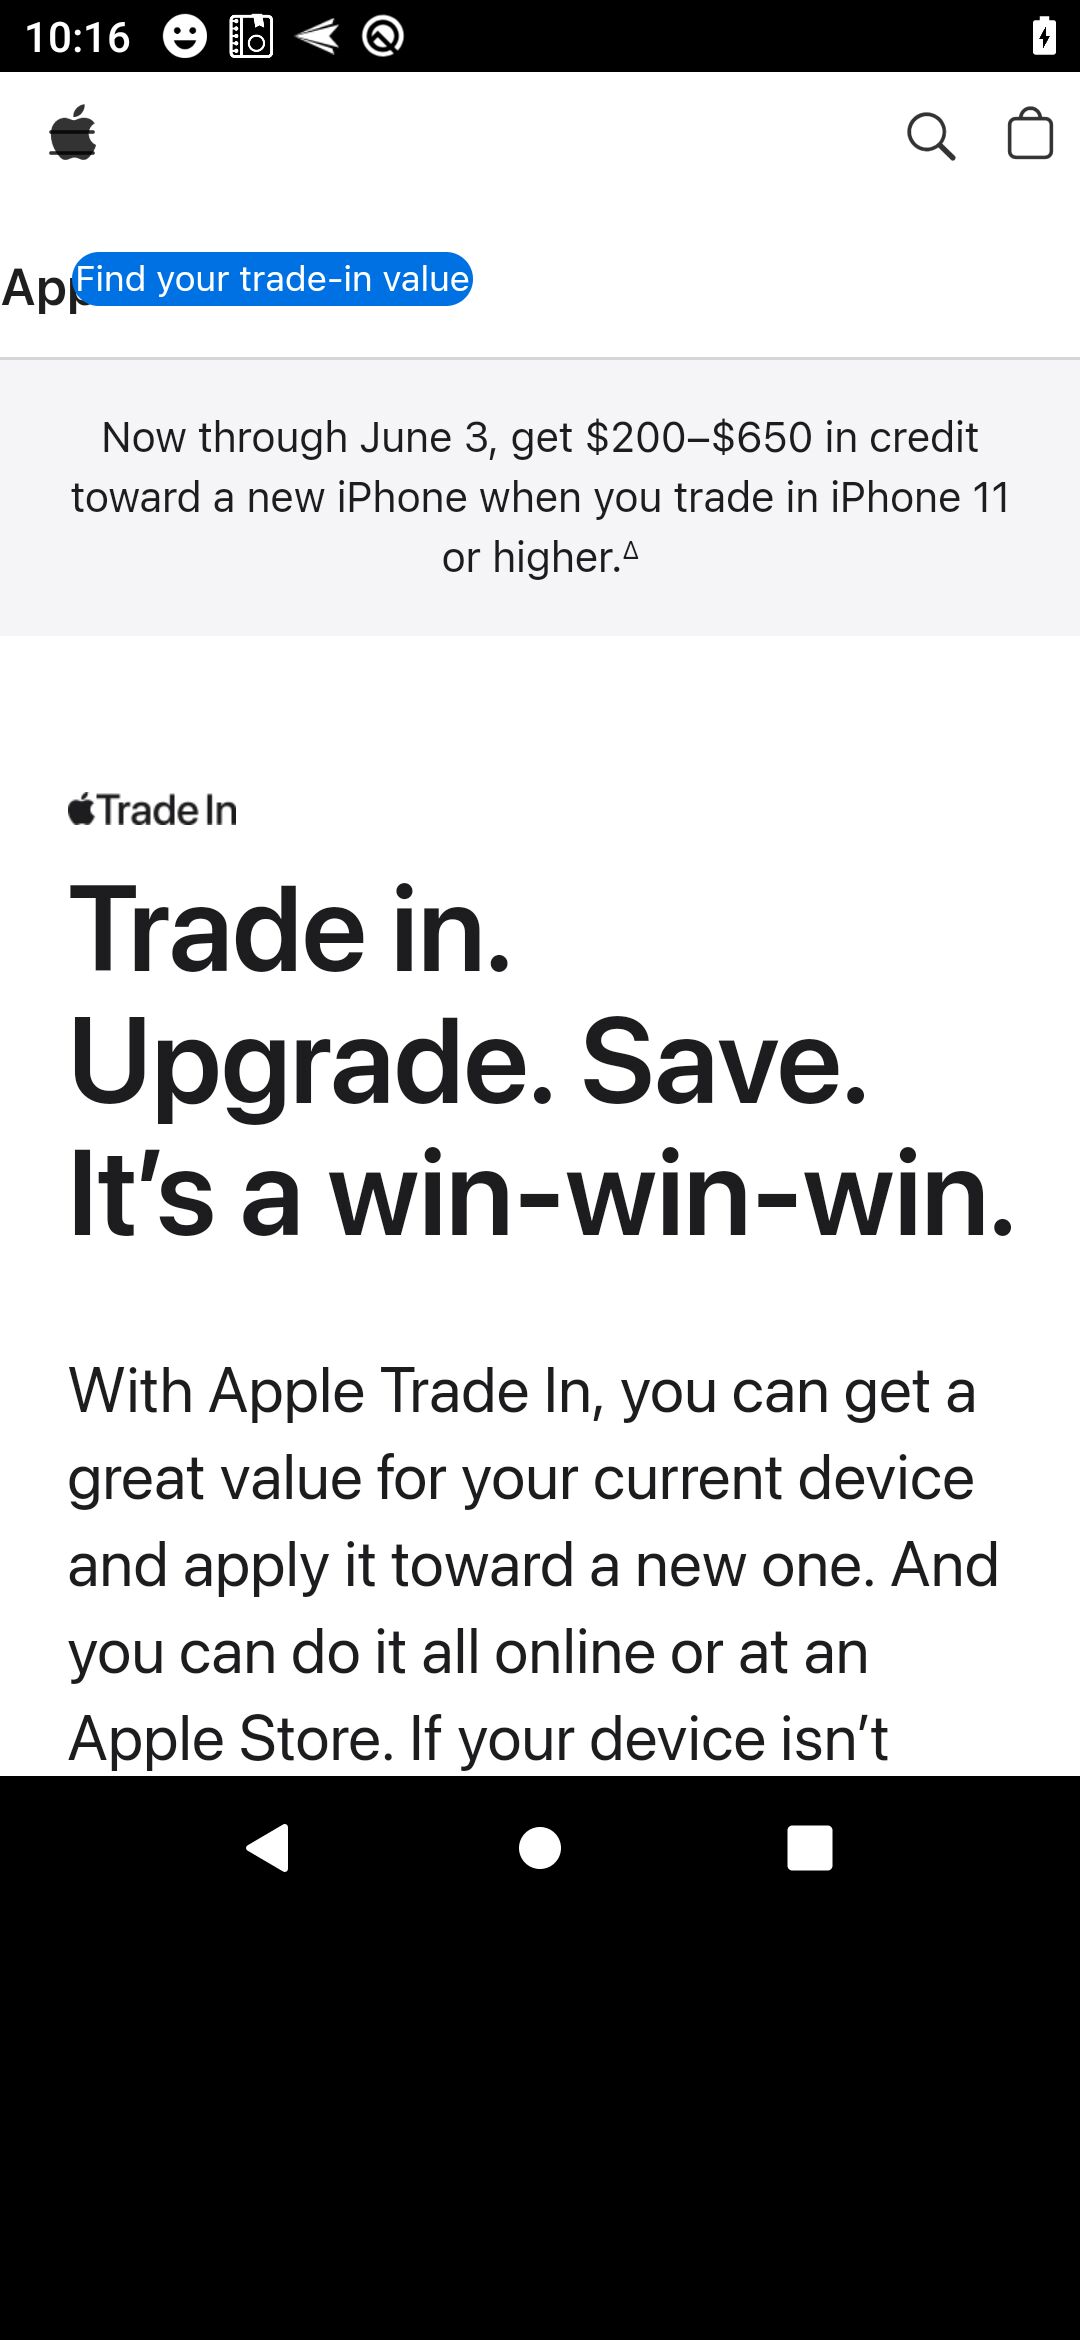 10:16
App
Find your trade-in value
Now through June 3, get $200–$650 in credit
toward a new iPhone when you trade in iPhone 11
or higher.Δ
Trade In
Trade in.
Upgrade. Save.
It’s a win-win-win.
With Apple Trade In, you can get a
great value for your current device
and apply it toward a new one. And
you can do it all online or at an
Apple Store. If your device isn’t